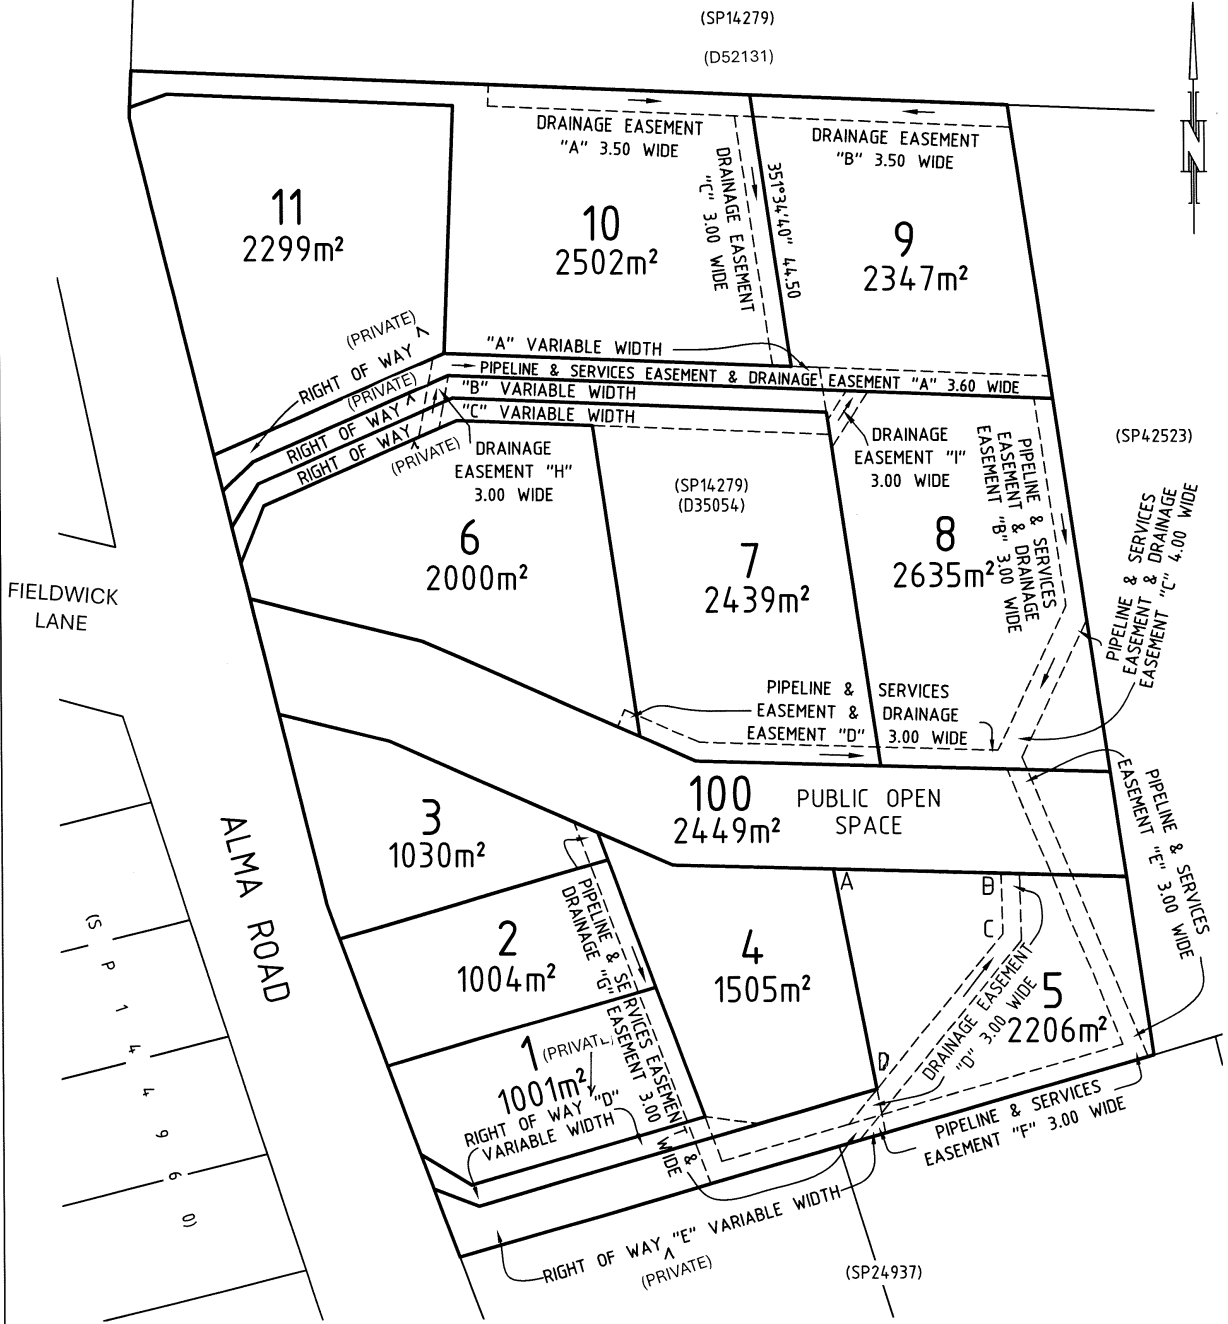 (SP14279)
(D52131)
N
DRAINAGE EASEMENT
"A" 3.50 WIDE
DRAINAGE EASEMENT
"B" 3.50 WIDE
DRAINAGE EASEMENT
"C" 3.00 WIDE
351°34'40" 44.50
11
2299m²
10
2502m²
9
2347m²
(PRIVATE)
RIGHT OF WAY ^
"A" VARIABLE WIDTH
PIPELINE & SERVICES EASEMENT & DRAINAGE EASEMENT "A" 3.60 WIDE
(PRIVATE)
RIGHT OF WAY ^
"B" VARIABLE WIDTH
RIGHT OF WAY ^
"C" VARIABLE WIDTH
(PRIVATE)
DRAINAGE
EASEMENT "H"
3.00 WIDE
DRAINAGE
EASEMENT "I"
3.00 WIDE
(SP42523)
(SP14279)
(D35054)
PIPELINE & SERVICES
EASEMENT & DRAINAGE
EASEMENT "B" 3.00 WIDE
PIPELINE & SERVICES
EASEMENT & DRAINAGE
EASEMENT "C" 4.00 WIDE
6
2000m²
7
2439m²
8
2635m²
FIELDWICK
LANE
PIPELINE & SERVICES
EASEMENT & DRAINAGE
EASEMENT "D" 3.00 WIDE
100
2449m²
PUBLIC OPEN
SPACE
PIPELINE & SERVICES
EASEMENT "E" 3.00 WIDE
3
1030m²
ALMA ROAD
A
B
C
D
PIPELINE & SERVICES EASEMENT &
DRAINAGE "G" EASEMENT 3.00 WIDE
2
1004m²
4
1505m²
5
2206m²
DRAINAGE EASEMENT
"D" 3.00 WIDE
1
1001m²
(PRIVATE)
RIGHT OF WAY "D"
VARIABLE WIDTH
PIPELINE & SERVICES
EASEMENT "F" 3.00 WIDE
RIGHT OF WAY ^ "E" VARIABLE WIDTH
(PRIVATE)
(SP24937)
(SP144960)